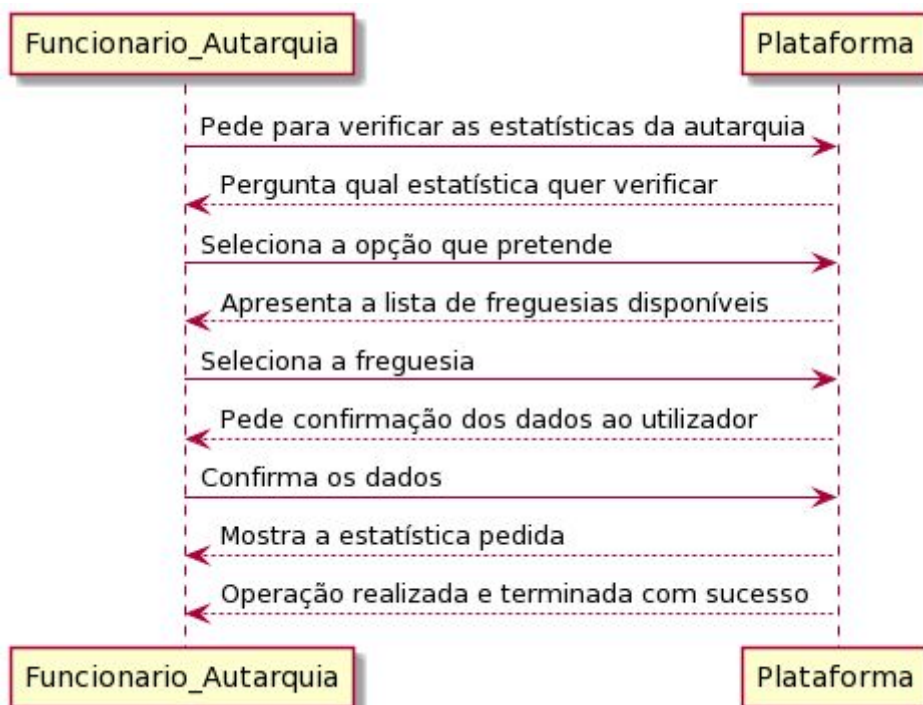 Funcionario_Autarquia
Plataforma
Pede para verificar as estatísticas da autarquia
Pergunta qual estatística quer verificar
Seleciona a opção que pretende
Apresenta a lista de freguesias disponíveis
Seleciona a freguesia
Pede confirmação dos dados ao utilizador
Confirma os dados
Mostra a estatística pedida
Operação realizada e terminada com sucesso
Funcionario_Autarquia
Plataforma